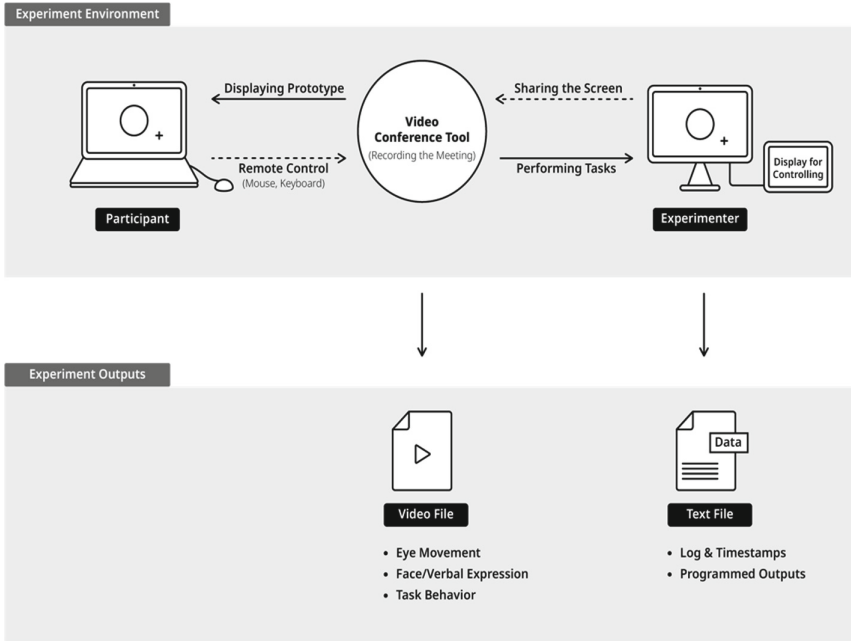 Experiment Environment
Displaying Prototype
Sharing the Screen
Video
Conference Tool
(Recording the Meeting)
Remote Control
(Mouse, Keyboard)
Performing Tasks
Display for
Controlling
Participant
Experimenter
Experiment Outputs
Data
Video File
Text File
• Eye Movement
• Face/Verbal Expression
• Task Behavior
• Log & Timestamps
• Programmed Outputs